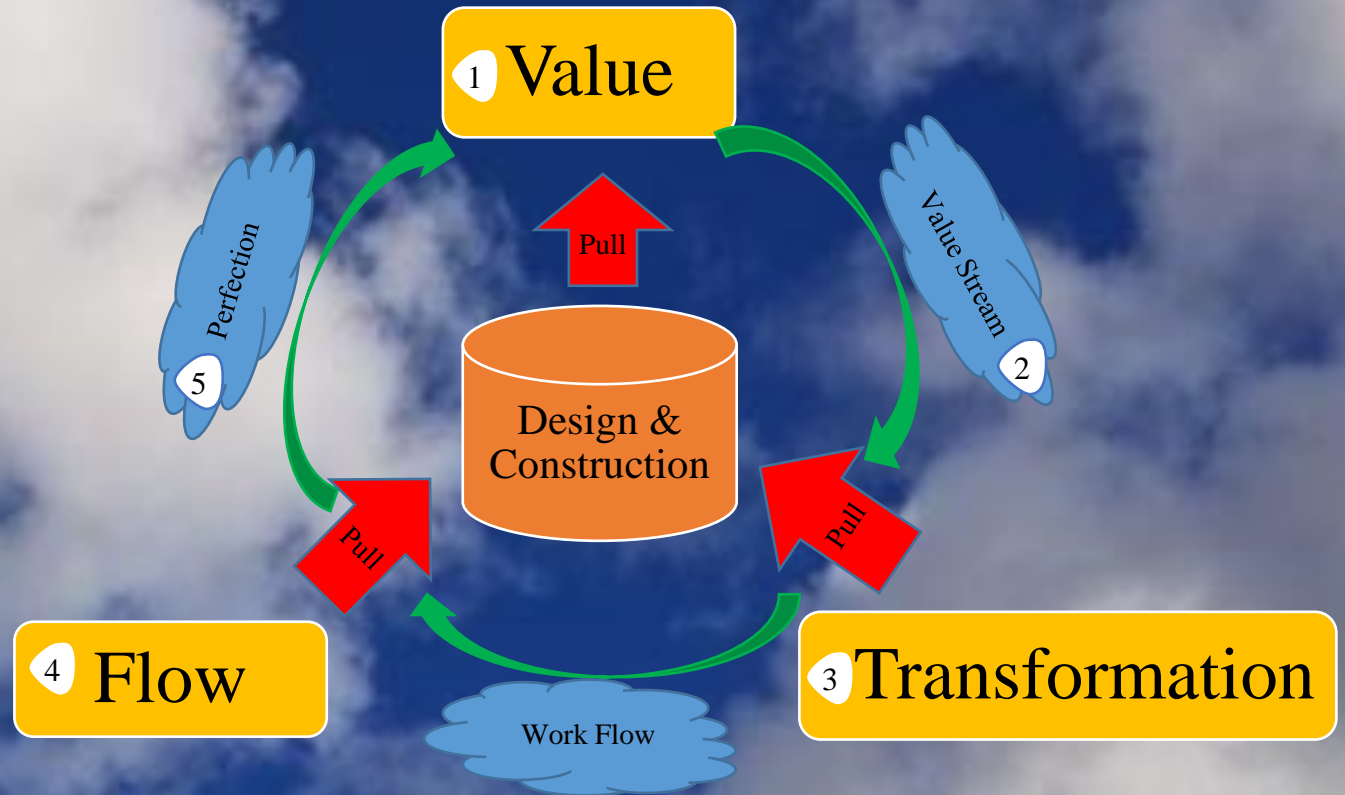 1 Value
Pull
Value Stream
2
Perfection
5
Design &
Construction
Pull
Pull
4 Flow
3 Transformation
Work Flow